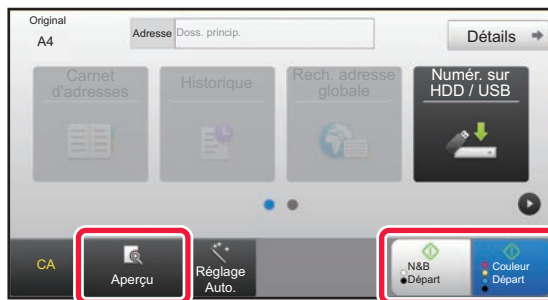 Original
A4
Adresse Doss. princip.
Détails
Carnet
d'adresses
Historique
Rech. adresse
globale
Numér. sur
HDD / USB
CA
Aperçu
Réglage
Auto.
N&B
Départ
Couleur
Départ